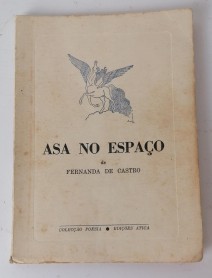 ASA NO ESPAÇO
de
FERNANDA DE CASTRO
COLECÇÃO POESIA ● EDIÇÕES ÁTICA